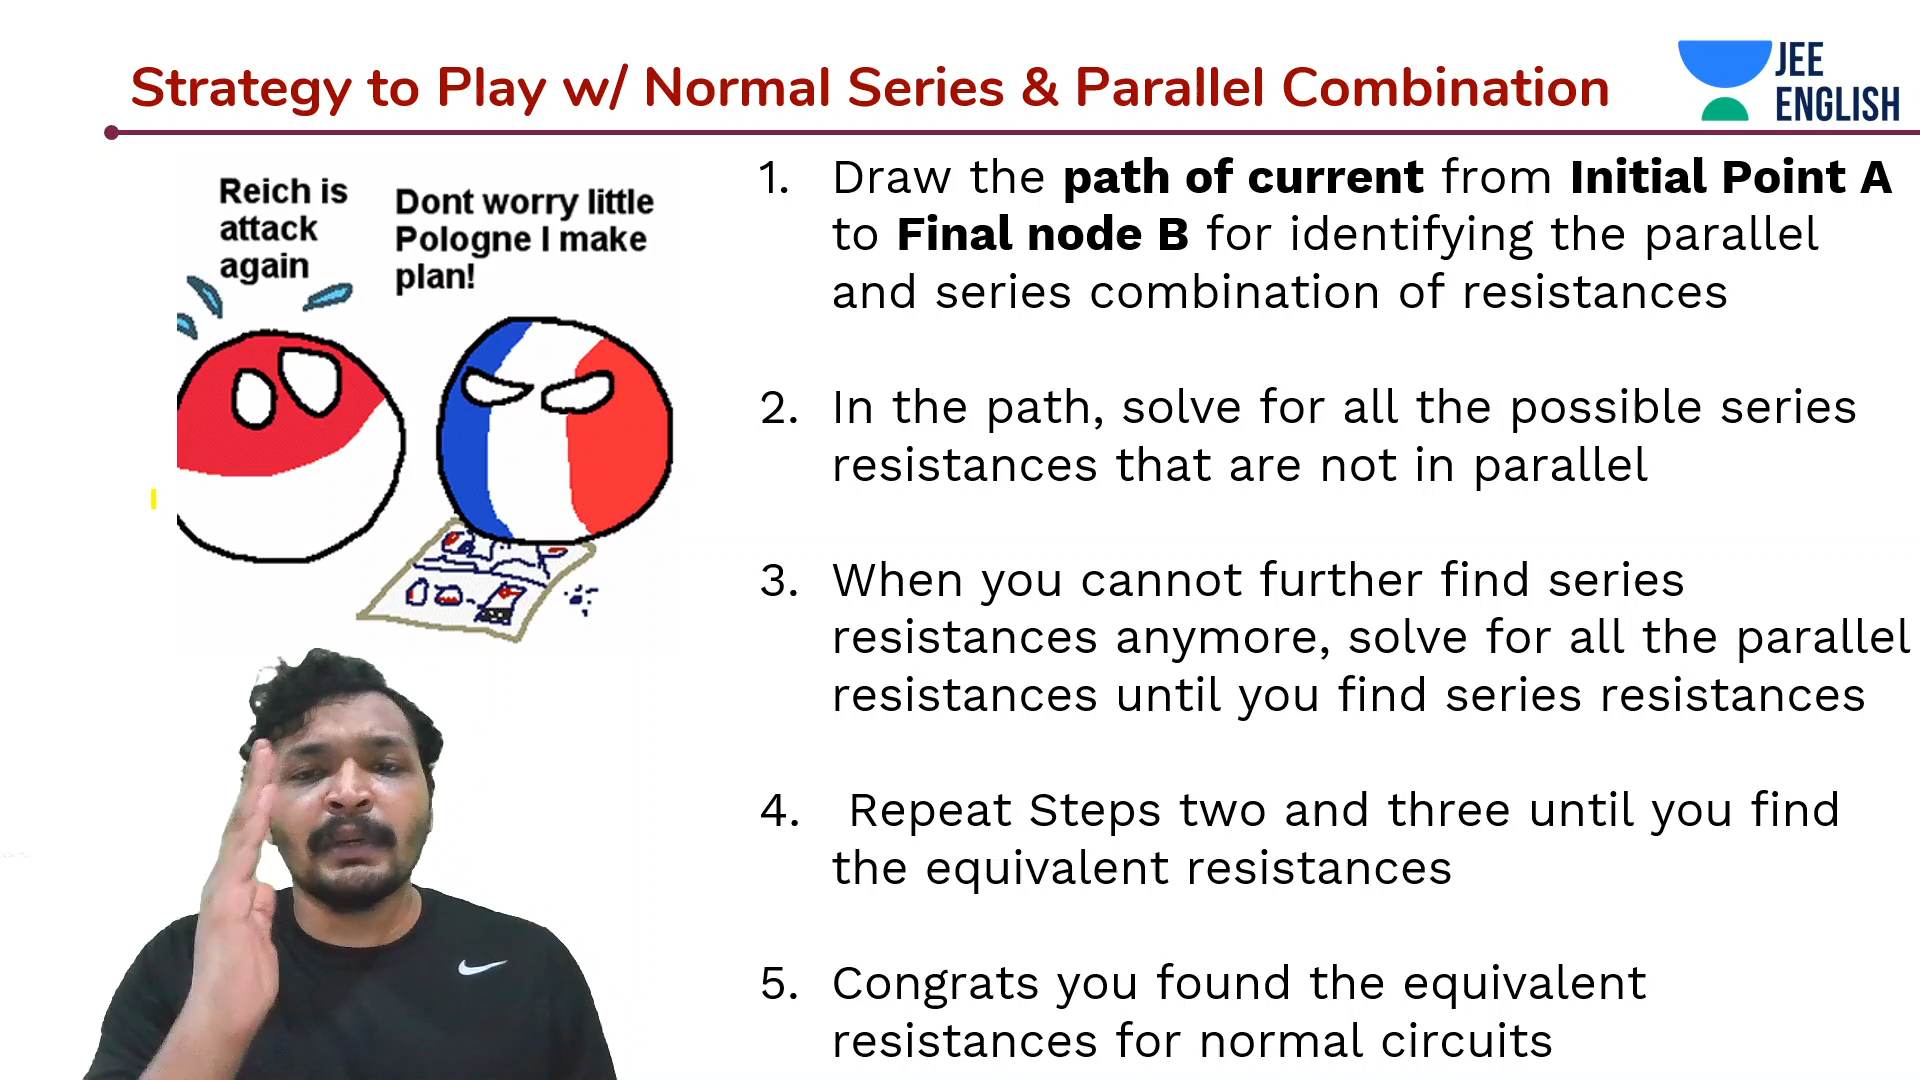 Strategy to Play w/ Normal Series & Parallel Combination
JEE
ENGLISH
Reich is
attack
again
Dont worry little
Pologne I make
plan!
1. Draw the path of current from Initial Point A
to Final node B for identifying the parallel
and series combination of resistances
2. In the path, solve for all the possible series
resistances that are not in parallel
3. When you cannot further find series
resistances anymore, solve for all the parallel
resistances until you find series resistances
4. Repeat Steps two and three until you find
the equivalent resistances
5. Congrats you found the equivalent
resistances for normal circuits